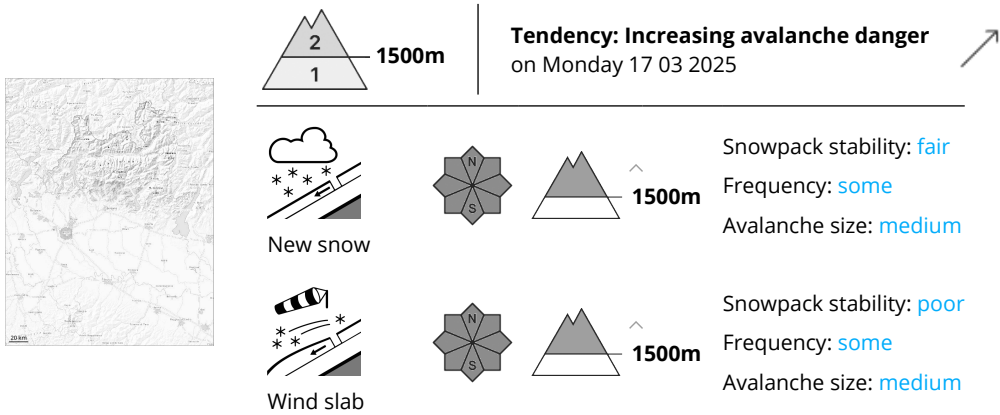 2
1
1500m
Tendency: Increasing avalanche danger
on Monday 17 03 2025
N
S
1500m
New snow
Snowpack stability: fair
Frequency: some
Avalanche size: medium
N
S
1500m
Wind slab
Snowpack stability: poor
Frequency: some
Avalanche size: medium
20 km